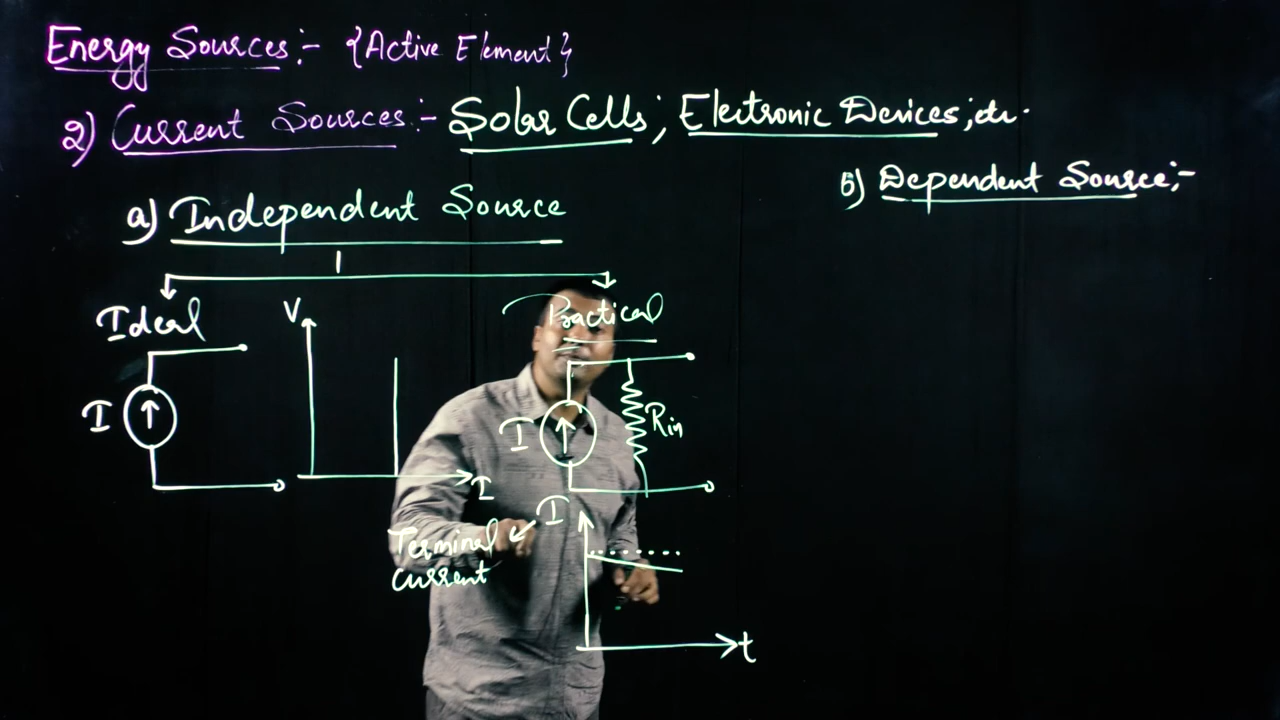 Energy Sources:- {Active Element}
2) Current Sources:- Solar Cells; Electronic Devices; etc.
a) Independent Source
b) Dependent Source:-
Ideal
V
I
I
Practical
I
Rin
I
Terminal
current
t